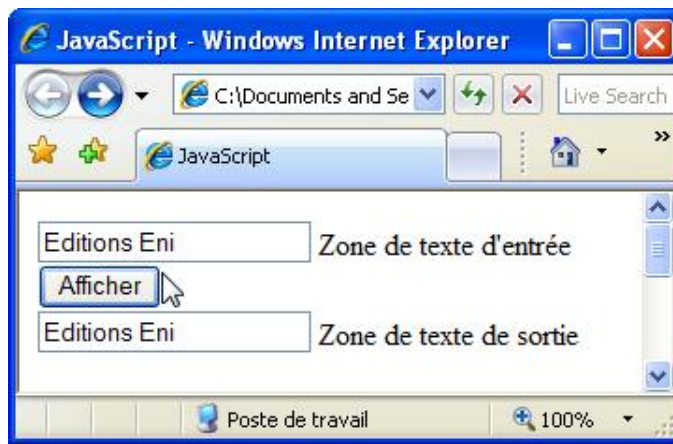 JavaScript - Windows Internet Explorer
C:\Documents and Se
Live Search
JavaScript
»
Editions Eni Zone de texte d'entrée
Afficher
Editions Eni Zone de texte de sortie
Poste de travail 100%